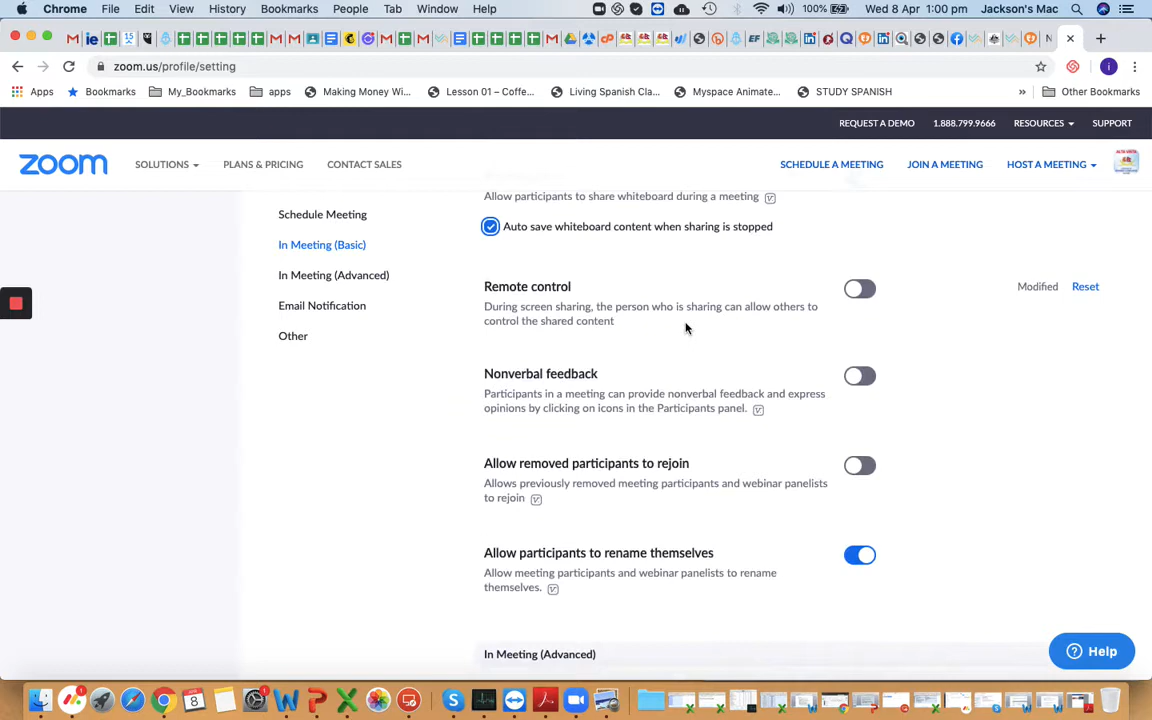 Chrome File Edit View History Bookmarks People Tab Window Help 100% Wed 8 Apr 1:00 pm Jackson's Mac
zoom.us/profile/setting
Apps Bookmarks My_Bookmarks apps Making Money Wi... Lesson 01 – Coffe... Living Spanish Cla... Myspace Animate... STUDY SPANISH » Other Bookmarks
REQUEST A DEMO 1.888.799.9666 RESOURCES SUPPORT
zoom SOLUTIONS PLANS & PRICING CONTACT SALES SCHEDULE A MEETING JOIN A MEETING HOST A MEETING
Schedule Meeting
In Meeting (Basic)
In Meeting (Advanced)
Email Notification
Other
Allow participants to share whiteboard during a meeting
Auto save whiteboard content when sharing is stopped
Remote control
Modified Reset
During screen sharing, the person who is sharing can allow others to
control the shared content
Nonverbal feedback
Participants in a meeting can provide nonverbal feedback and express
opinions by clicking on icons in the Participants panel.
Allow removed participants to rejoin
Allows previously removed meeting participants and webinar panelists
to rejoin
Allow participants to rename themselves
Allow meeting participants and webinar panelists to rename
themselves.
In Meeting (Advanced)
Help